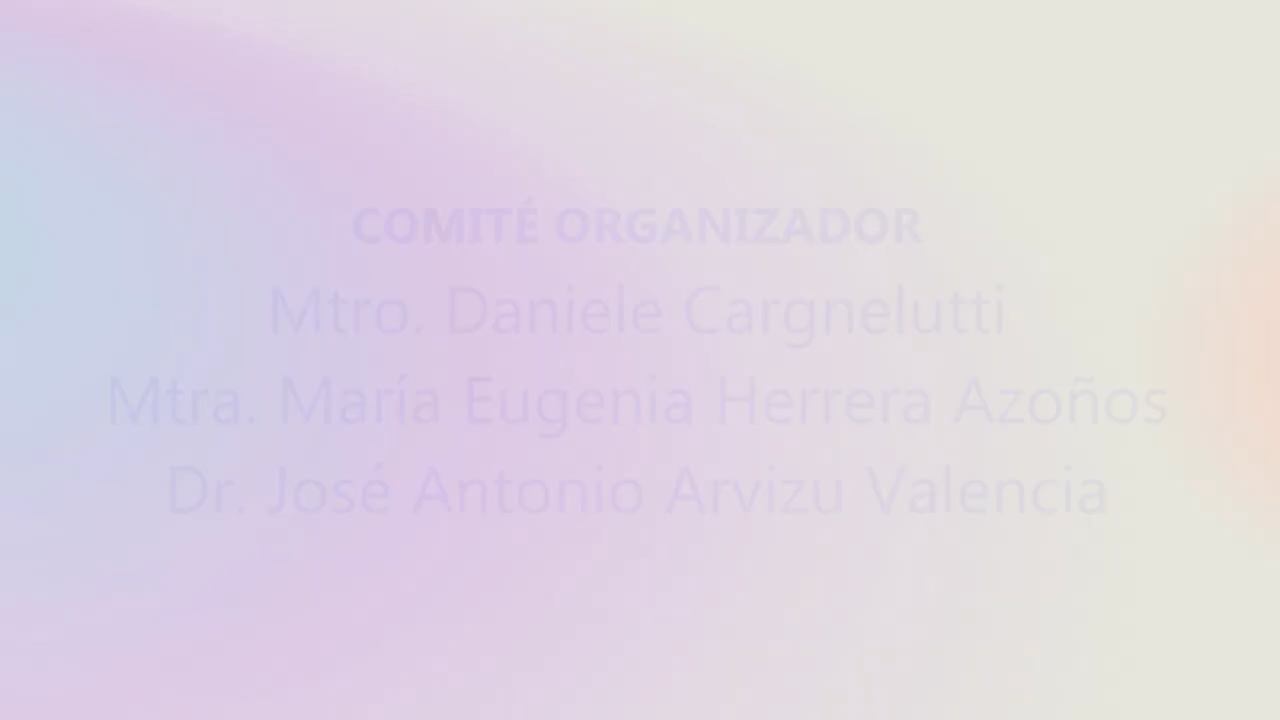 COMITÉ ORGANIZADOR
Mtro. Daniele Cargnelutti
Mtra. María Eugenia Herrera Azoños
Dr. José Antonio Arvizu Valencia